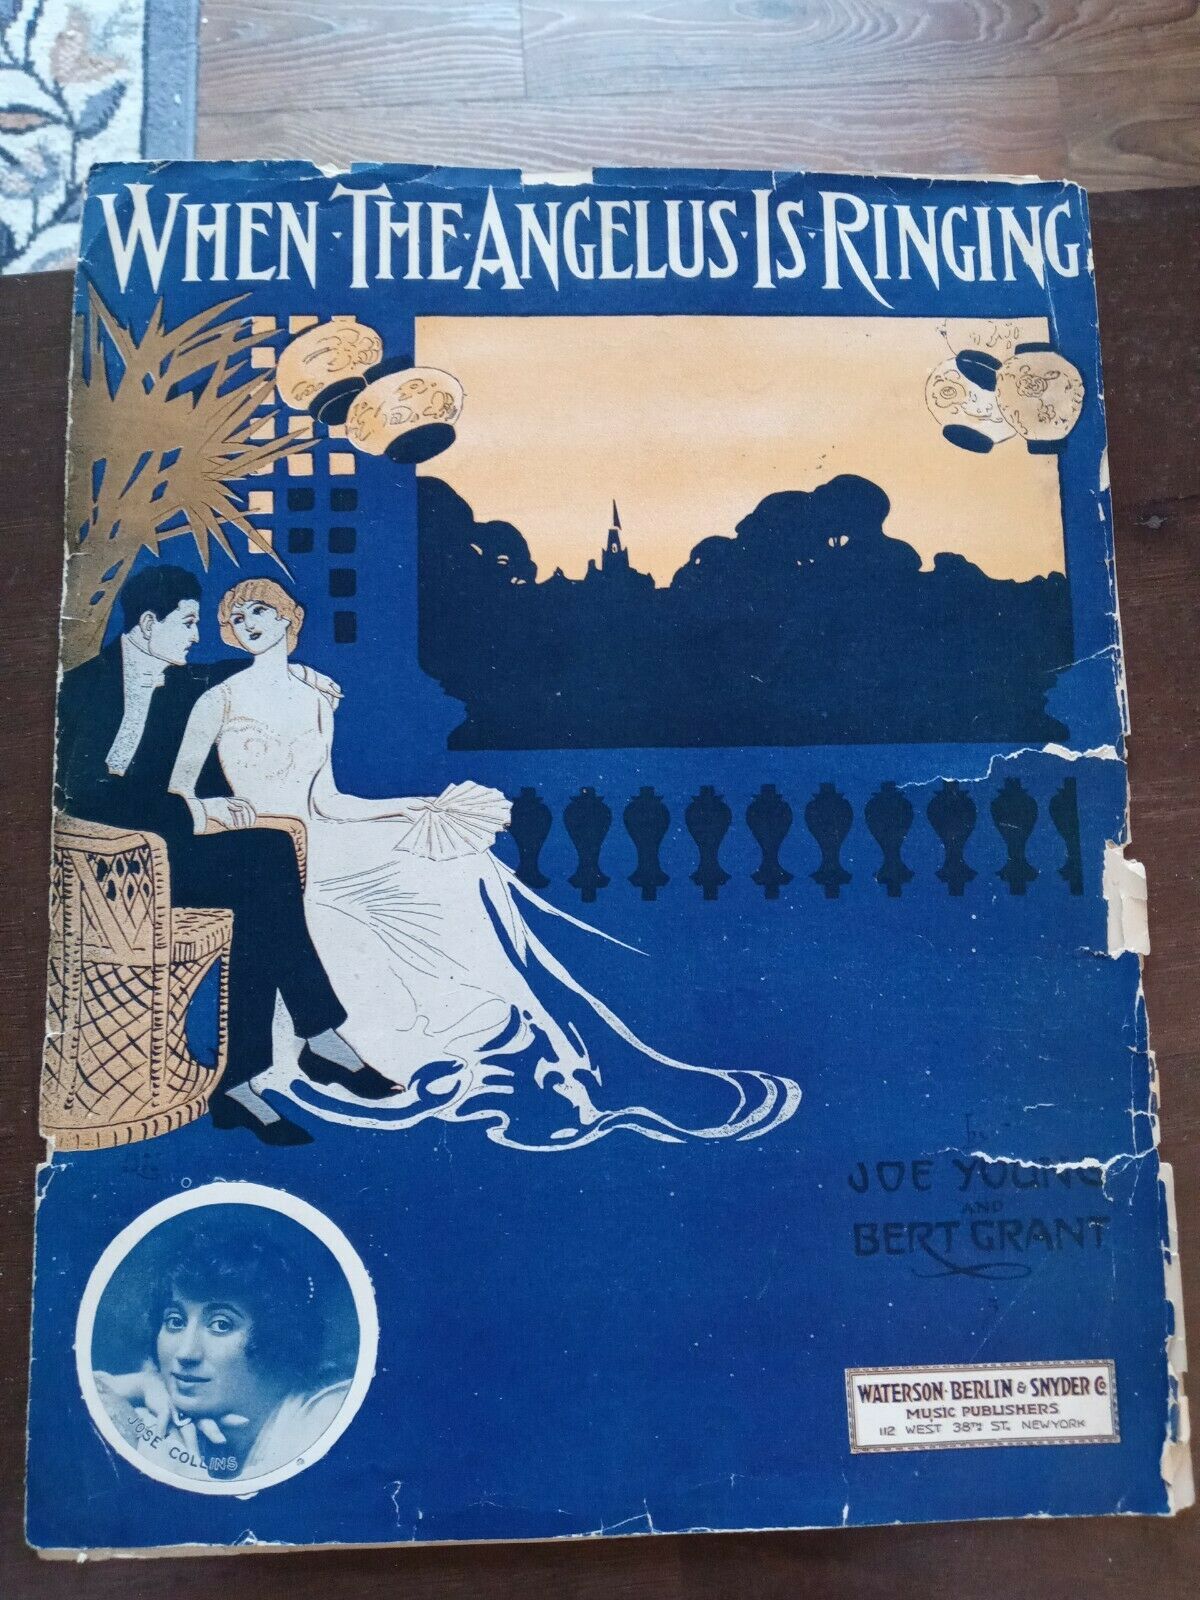 WHEN·THE·ANGELUS·IS·RINGING
by
JOE YOUNG
AND
BERT GRANT
JOSE' COLLINS
WATERSON·BERLIN & SNYDER Co
MUSIC PUBLISHERS
112 WEST 38TH ST. NEW YORK